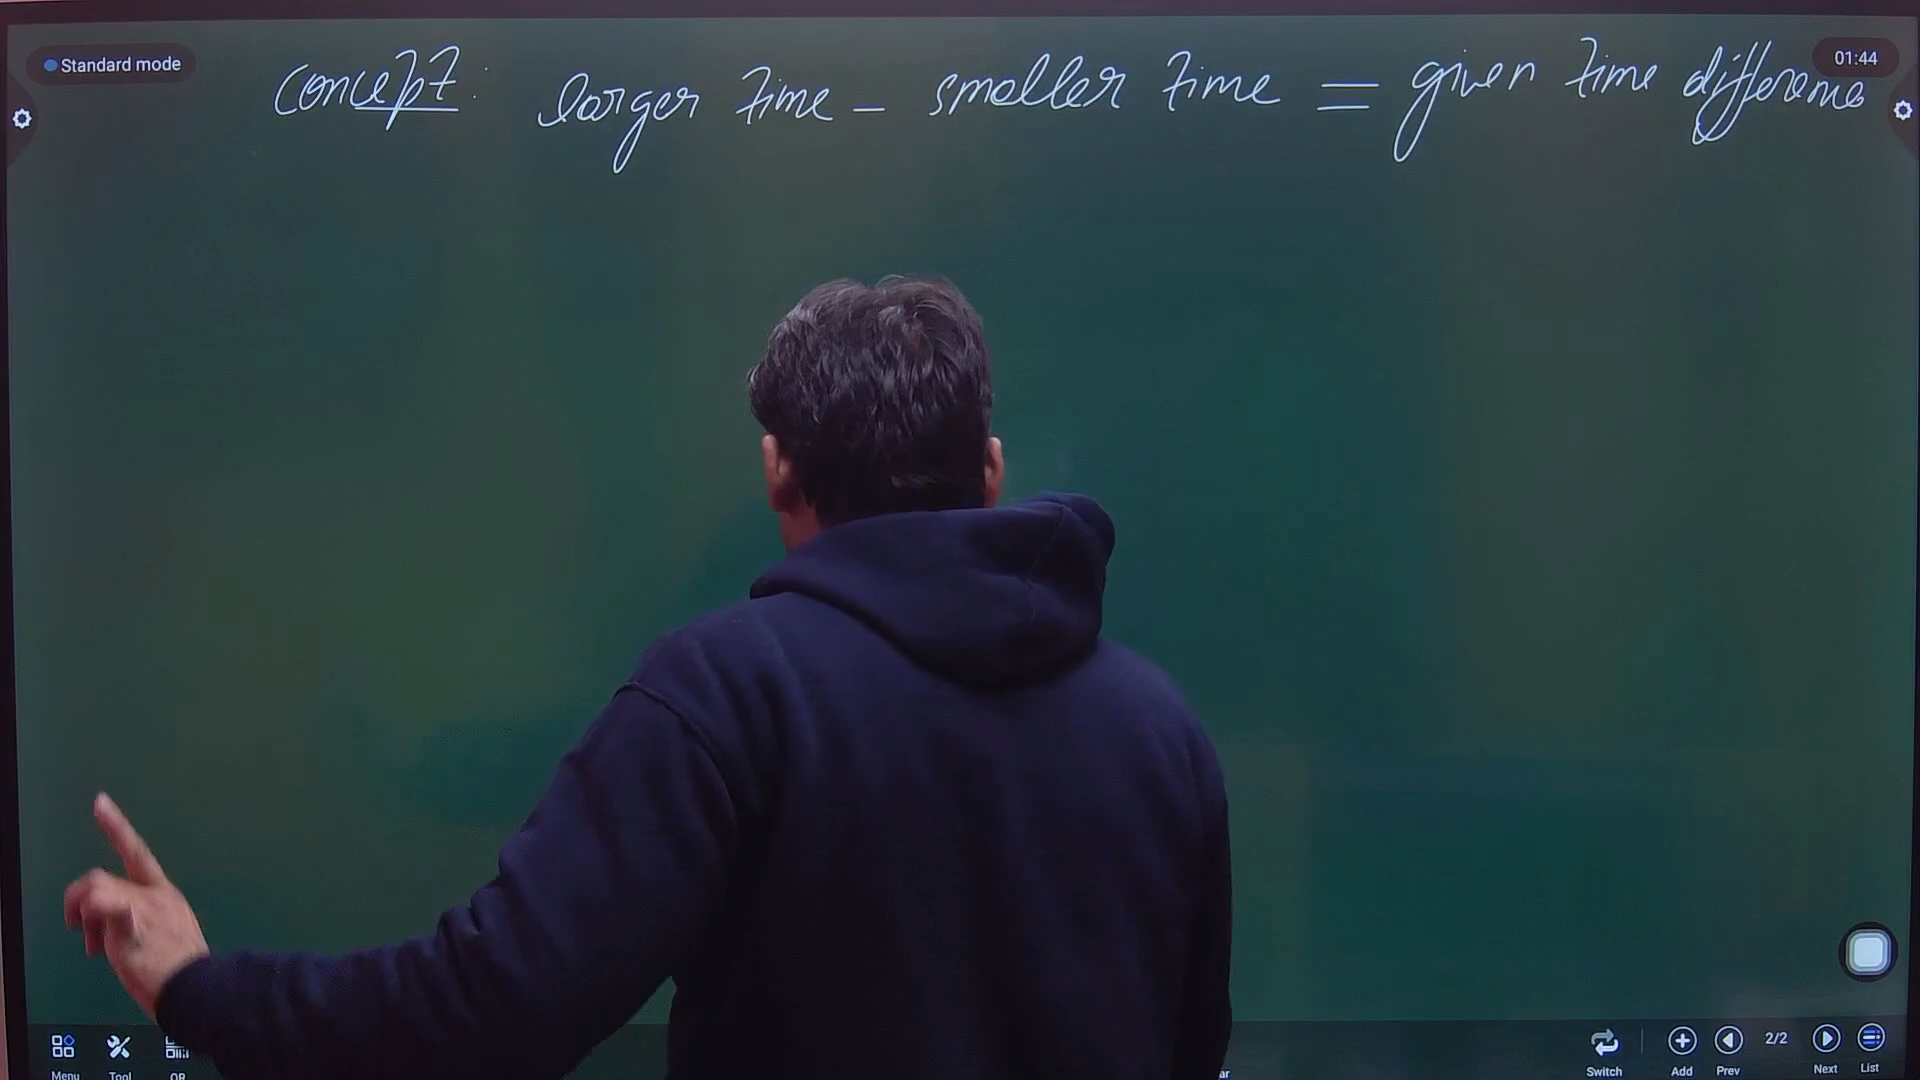 Standard mode
01:44
concept: larger time - smaller time = given time difference
Menu
Tool
QR
Switch
Add
Prev
2/2
Next
List